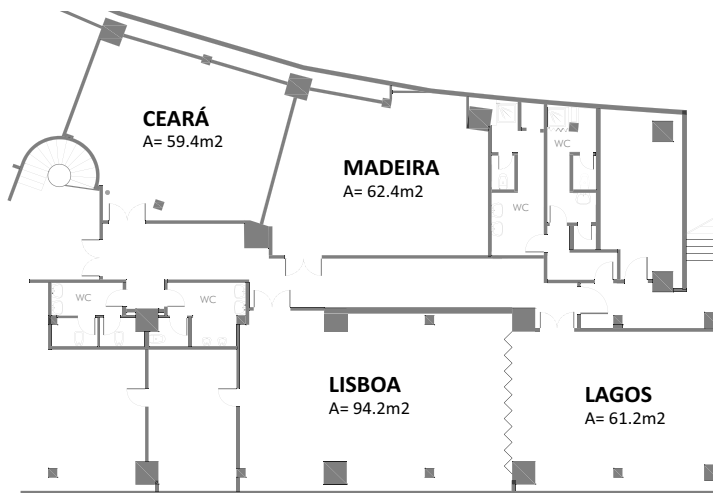 CEARÁ
A= 59.4m2
MADEIRA
A= 62.4m2
WC
WC
WC
WC
LISBOA
A= 94.2m2
LAGOS
A= 61.2m2